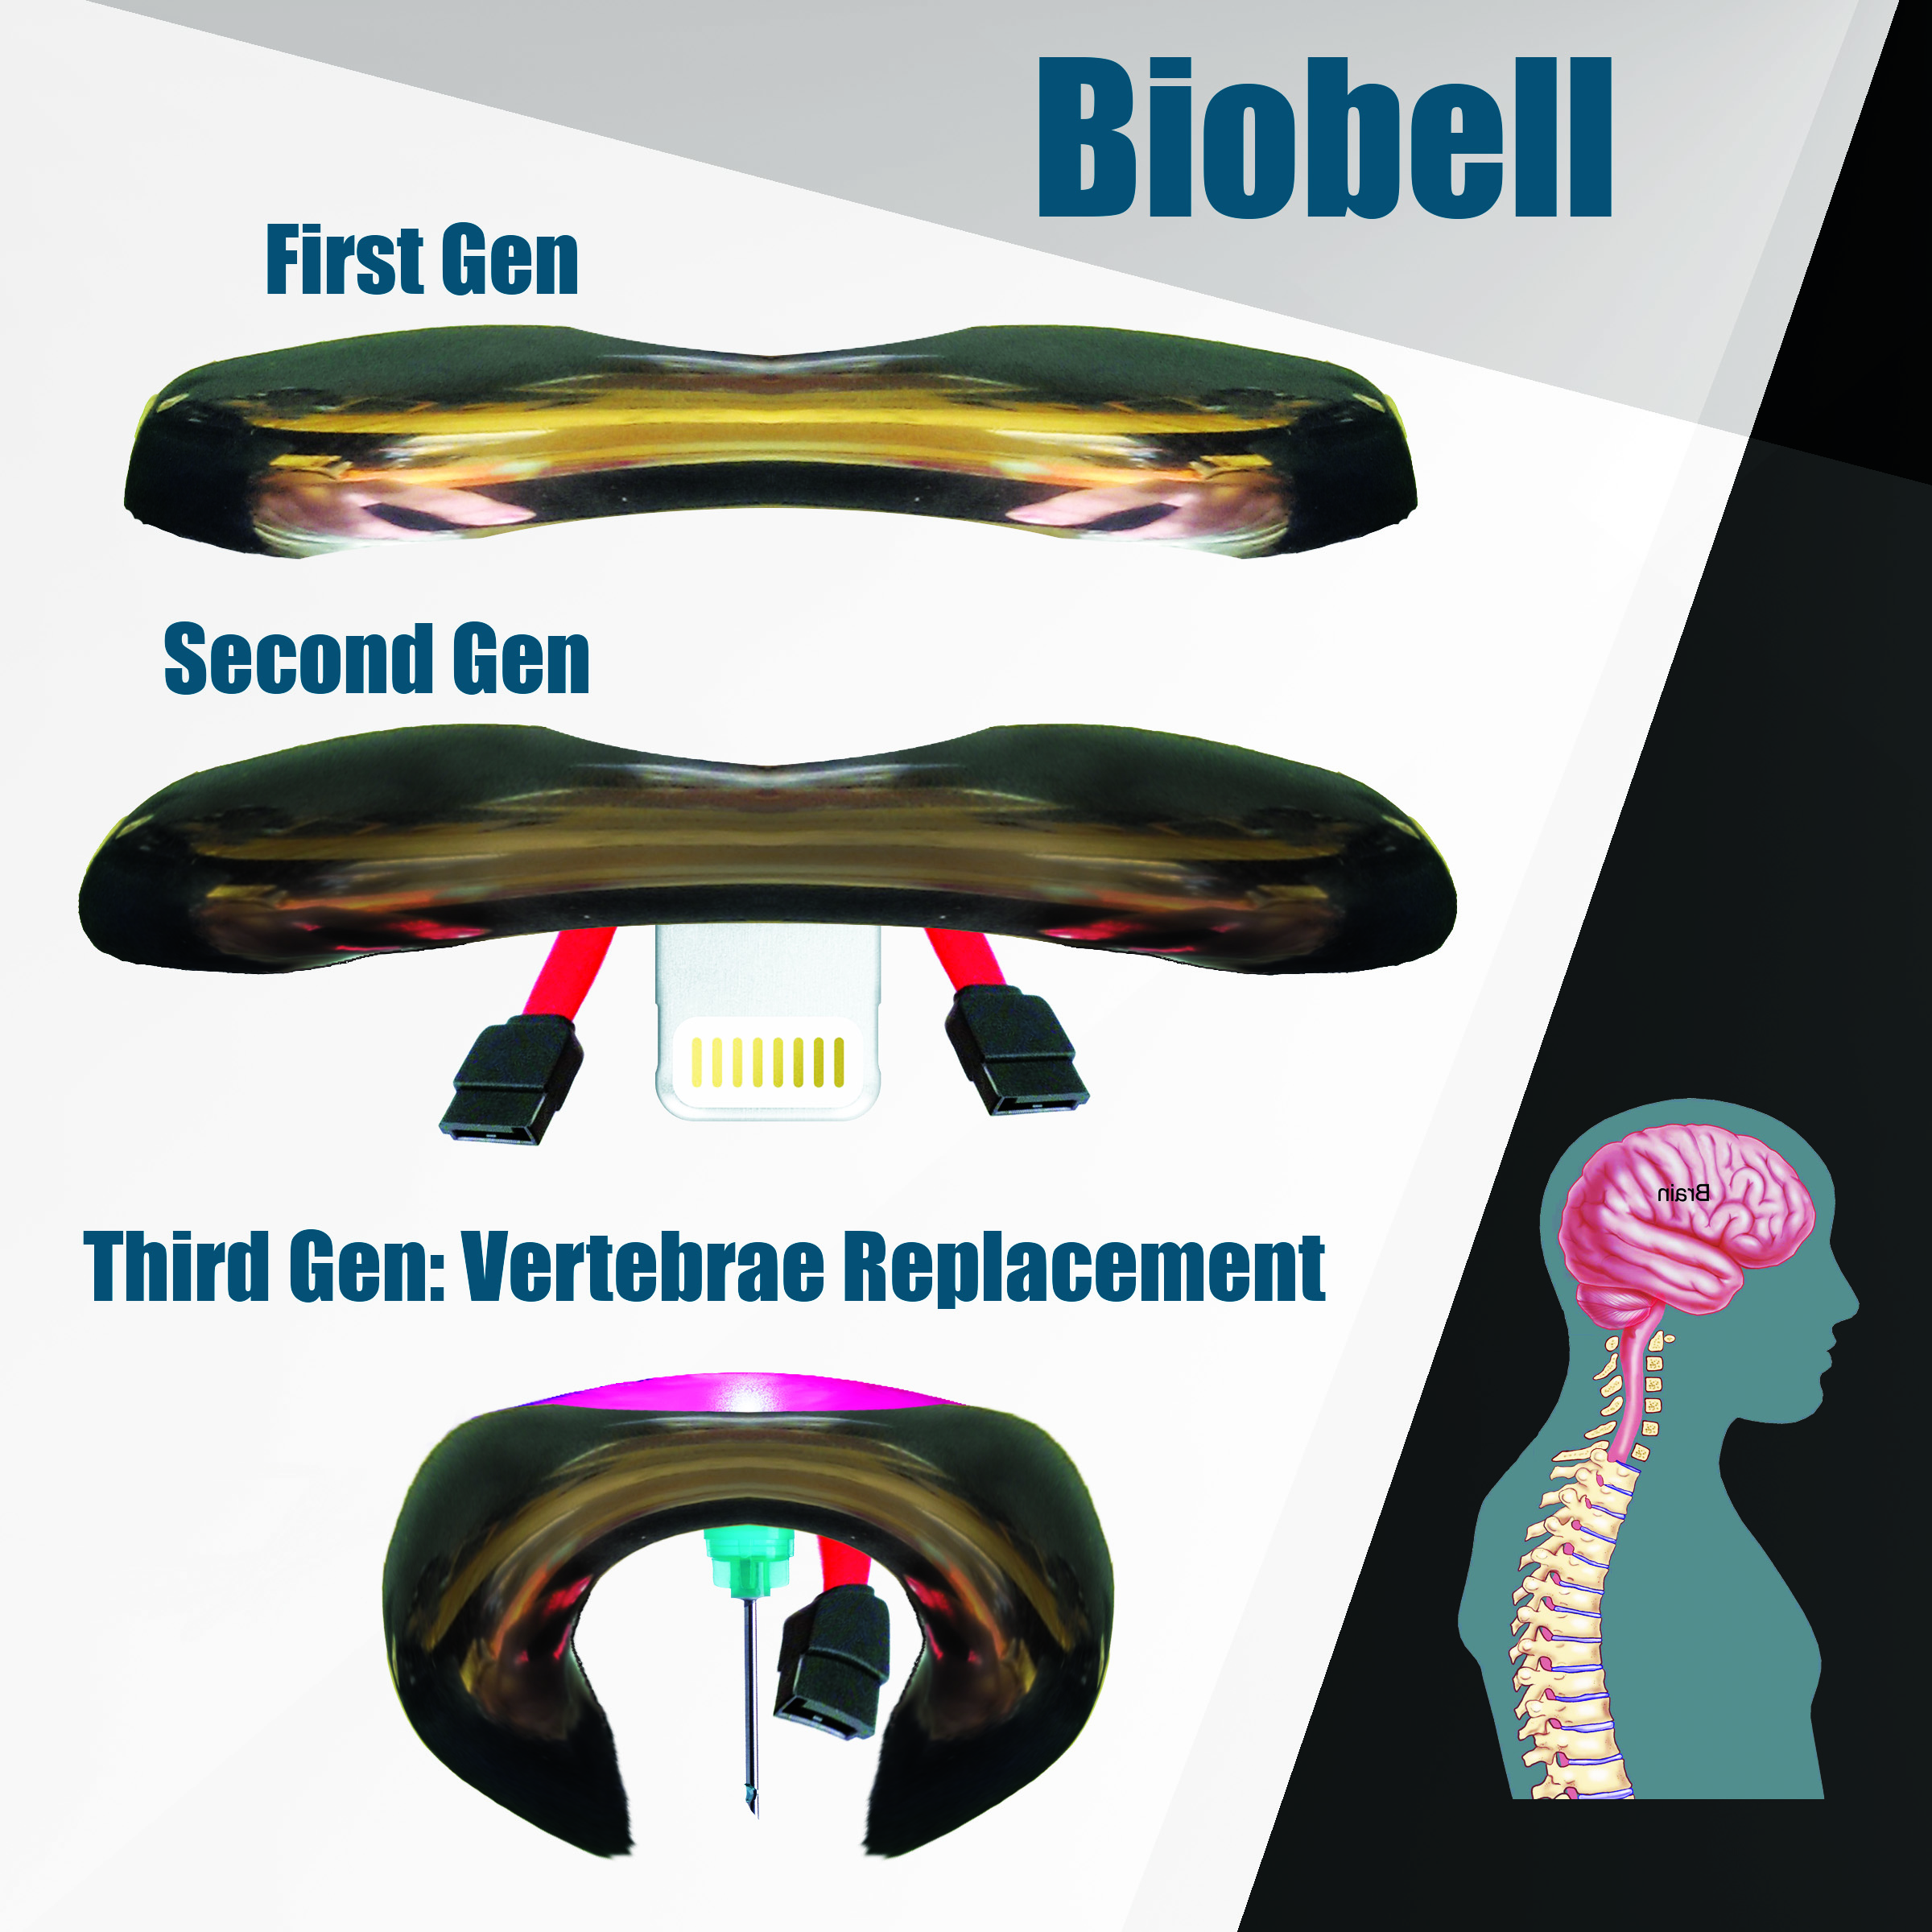 Biobell
First Gen
Second Gen
Third Gen: Vertebrae Replacement
Brain